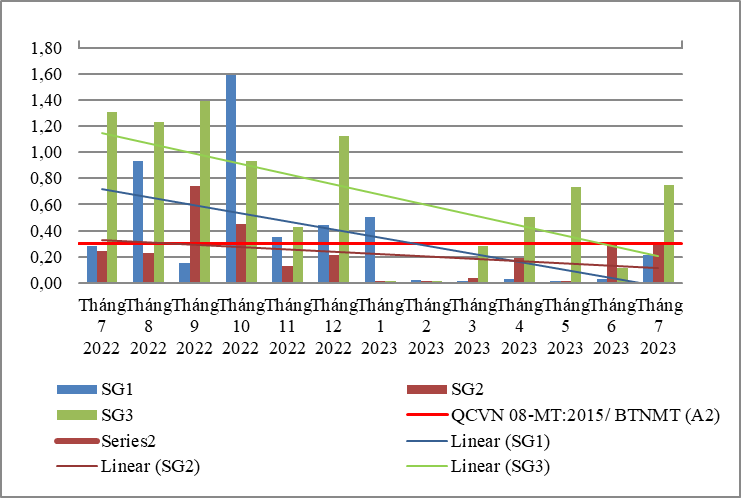 1,80
1,60
1,40
1,20
1,00
0,80
0,60
0,40
0,20
0,00
Tháng Tháng Tháng Tháng Tháng Tháng Tháng Tháng Tháng Tháng Tháng Tháng Tháng
7 8 9 10 11 12 1 2 3 4 5 6 7
2022 2022 2022 2022 2022 2022 2023 2023 2023 2023 2023 2023 2023
SG1 SG2
SG3 QCVN 08-MT:2015/ BTNMT (A2)
Series2 Linear (SG1)
Linear (SG2) Linear (SG3)